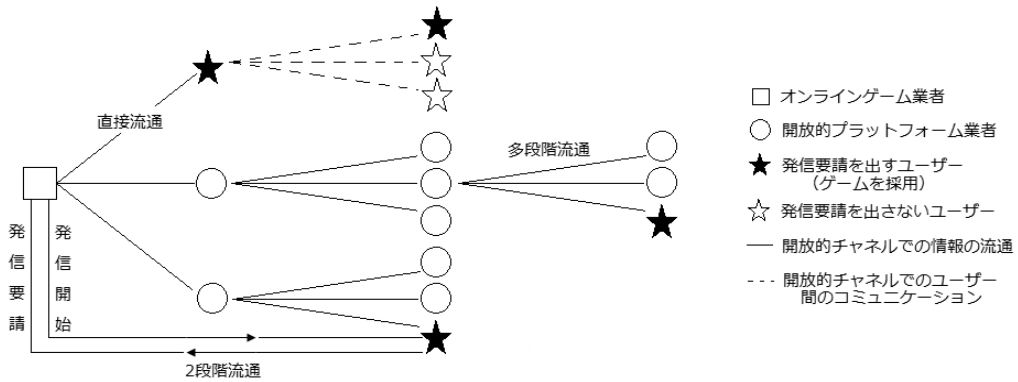 直接流通
多段階流通
発信要請
発信開始
2段階流通
オンラインゲーム業者
開放的プラットフォーム業者
発信要請を出すユーザー
(ゲームを採用)
発信要請を出さないユーザー
開放的チャネルでの情報の流通
開放的チャネルでのユーザー
間のコミュニケーション